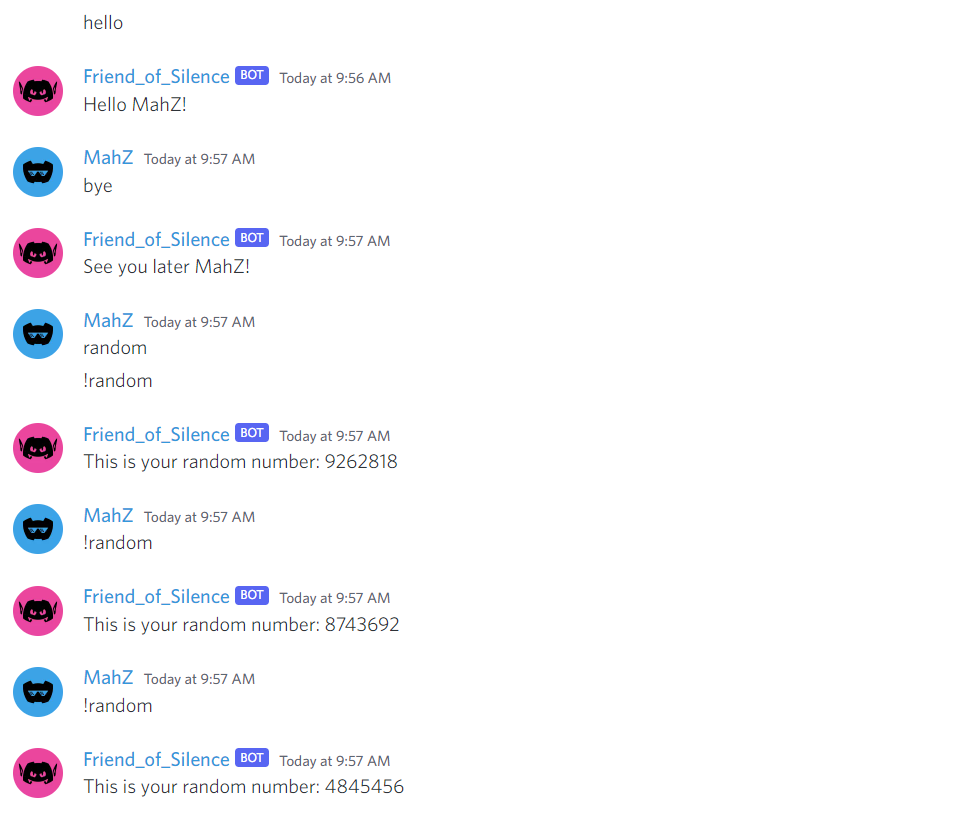 hello
Friend_of_Silence BOT Today at 9:56 AM
Hello MahZ!
MahZ Today at 9:57 AM
bye
Friend_of_Silence BOT Today at 9:57 AM
See you later MahZ!
MahZ Today at 9:57 AM
random
!random
Friend_of_Silence BOT Today at 9:57 AM
This is your random number: 9262818
MahZ Today at 9:57 AM
!random
Friend_of_Silence BOT Today at 9:57 AM
This is your random number: 8743692
MahZ Today at 9:57 AM
!random
Friend_of_Silence BOT Today at 9:57 AM
This is your random number: 4845456